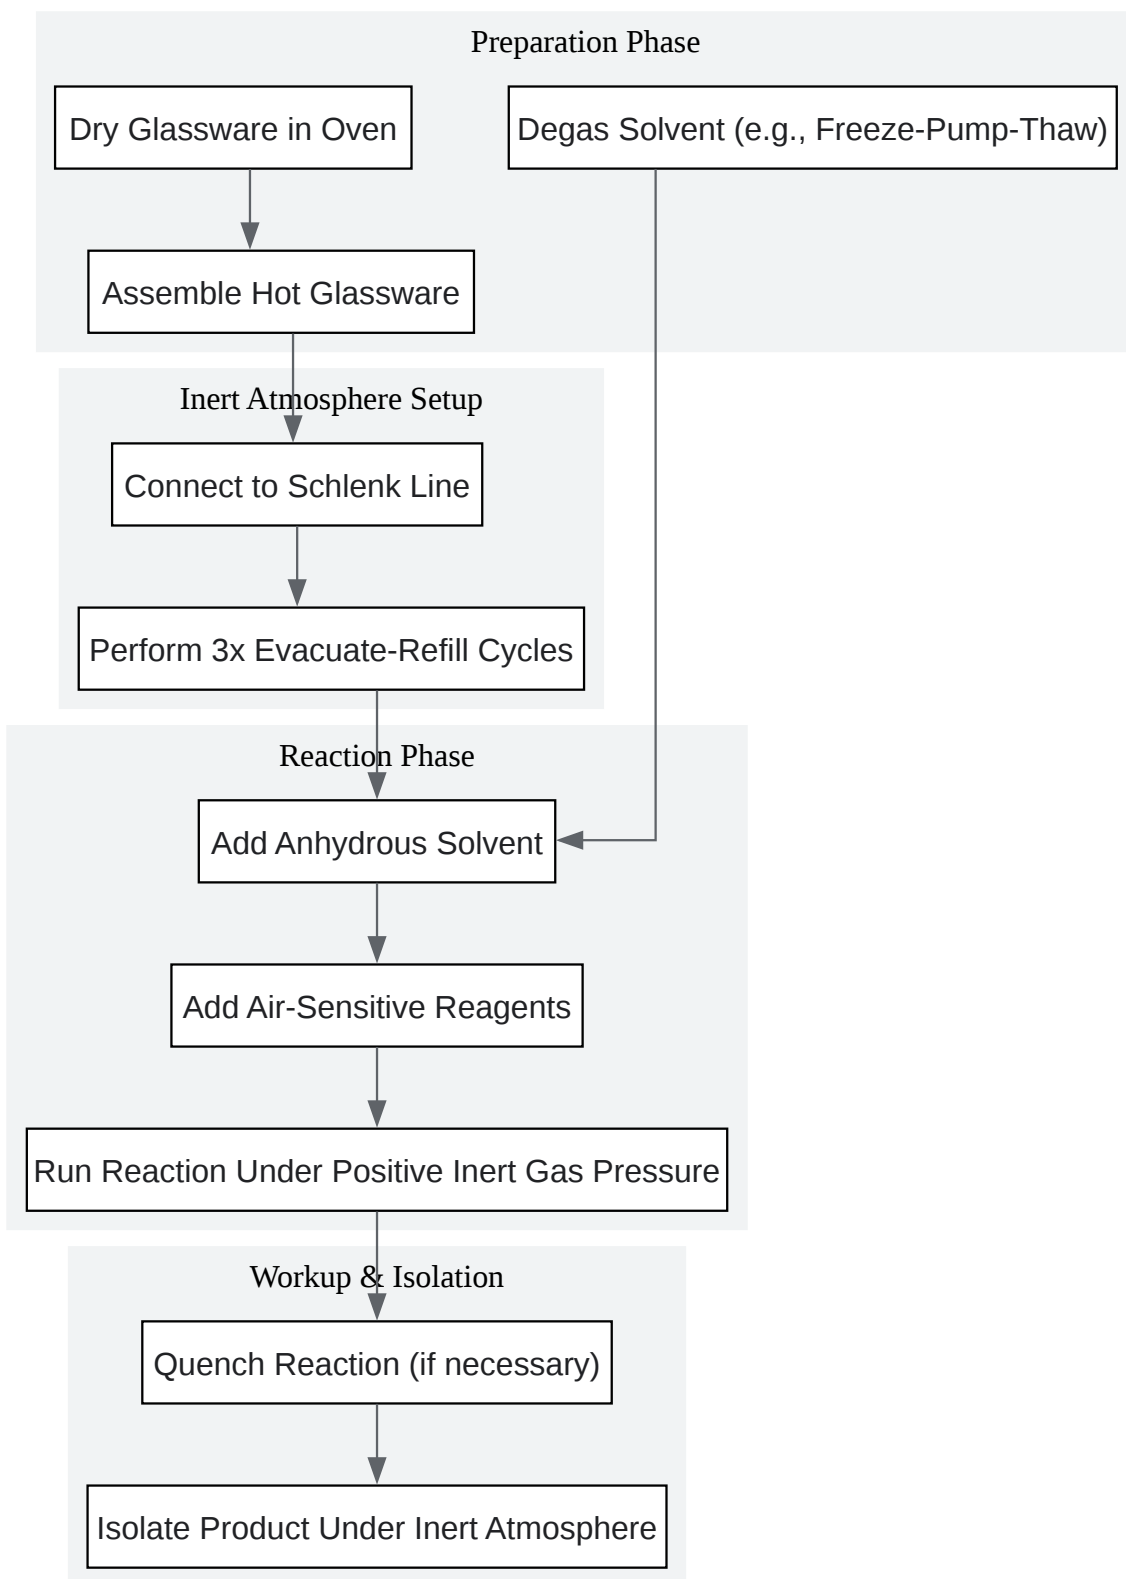 Preparation Phase
Dry Glassware in Oven
Degas Solvent (e.g., Freeze-Pump-Thaw)
Assemble Hot Glassware
Inert Atmosphere Setup
Connect to Schlenk Line
Perform 3x Evacuate-Refill Cycles
Reaction Phase
Add Anhydrous Solvent
Add Air-Sensitive Reagents
Run Reaction Under Positive Inert Gas Pressure
Workup & Isolation
Quench Reaction (if necessary)
Isolate Product Under Inert Atmosphere